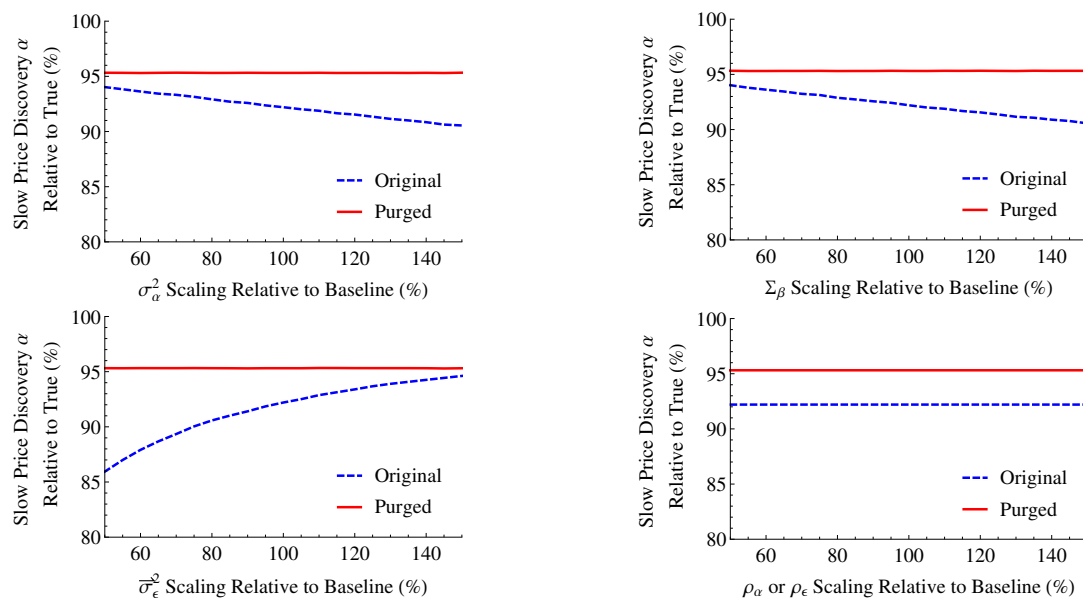 Slow Price Discovery α
Relative to True (%)
100
95
90
85
80
Original
Purged
60 80 100 120 140
σ²_α Scaling Relative to Baseline (%)
Slow Price Discovery α
Relative to True (%)
100
95
90
85
80
Original
Purged
60 80 100 120 140
Σ_β Scaling Relative to Baseline (%)
Slow Price Discovery α
Relative to True (%)
100
95
90
85
80
Original
Purged
60 80 100 120 140
σ⃗²_ϵ Scaling Relative to Baseline (%)
Slow Price Discovery α
Relative to True (%)
100
95
90
85
80
Original
Purged
60 80 100 120 140
ρ_α or ρ_ϵ Scaling Relative to Baseline (%)